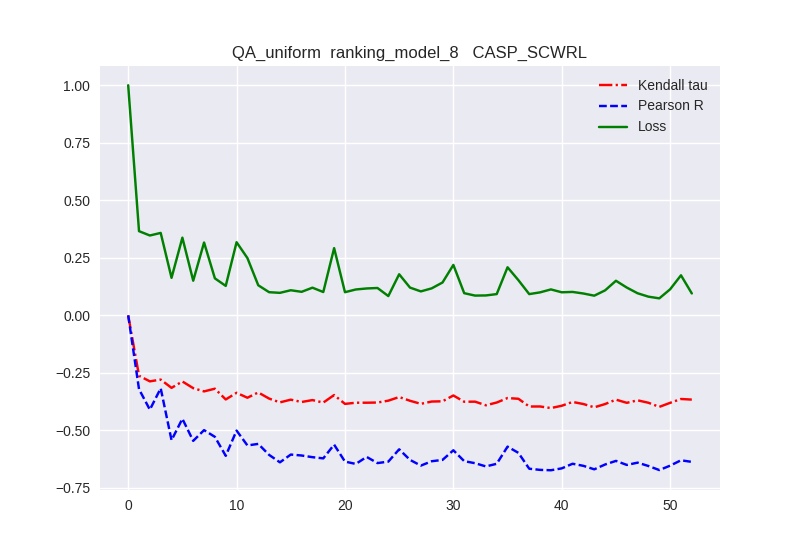 QA_uniform ranking_model_8 CASP_SCWRL
Kendall tau
Pearson R
Loss
1.00
0.75
0.50
0.25
0.00
−0.25
−0.50
−0.75
0 10 20 30 40 50